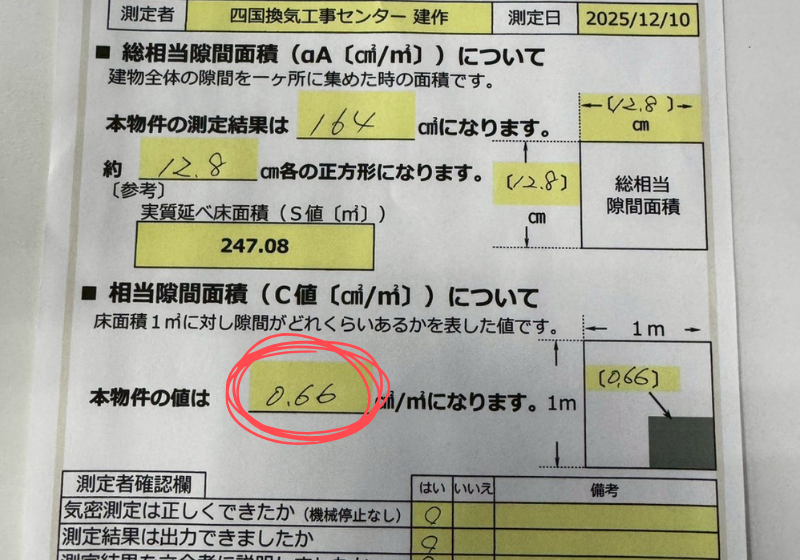 測定者 四国換気工事センター 建作 測定日 2025/12/10
■ 総相当隙間面積（αA〔㎠/㎡〕）について
建物全体の隙間を一ヶ所に集めた時の面積です。
本物件の測定結果は 164 ㎠になります。
〔12.8〕
cm
約 12.8 cm各の正方形になります。
〔12.8〕
cm
総相当
隙間面積
〔参考〕
実質延べ床面積（S値〔㎡〕）
247.08
■ 相当隙間面積（C値〔㎠/㎡〕）について
床面積1㎡に対し隙間がどれくらいあるかを表した値です。
1m
〔0.66〕
本物件の値は 0.66 ㎠/㎡になります。
1m
測定者確認欄 はい いいえ 備考
気密測定は正しくできたか（機械停止なし）
測定結果は出力できましたか